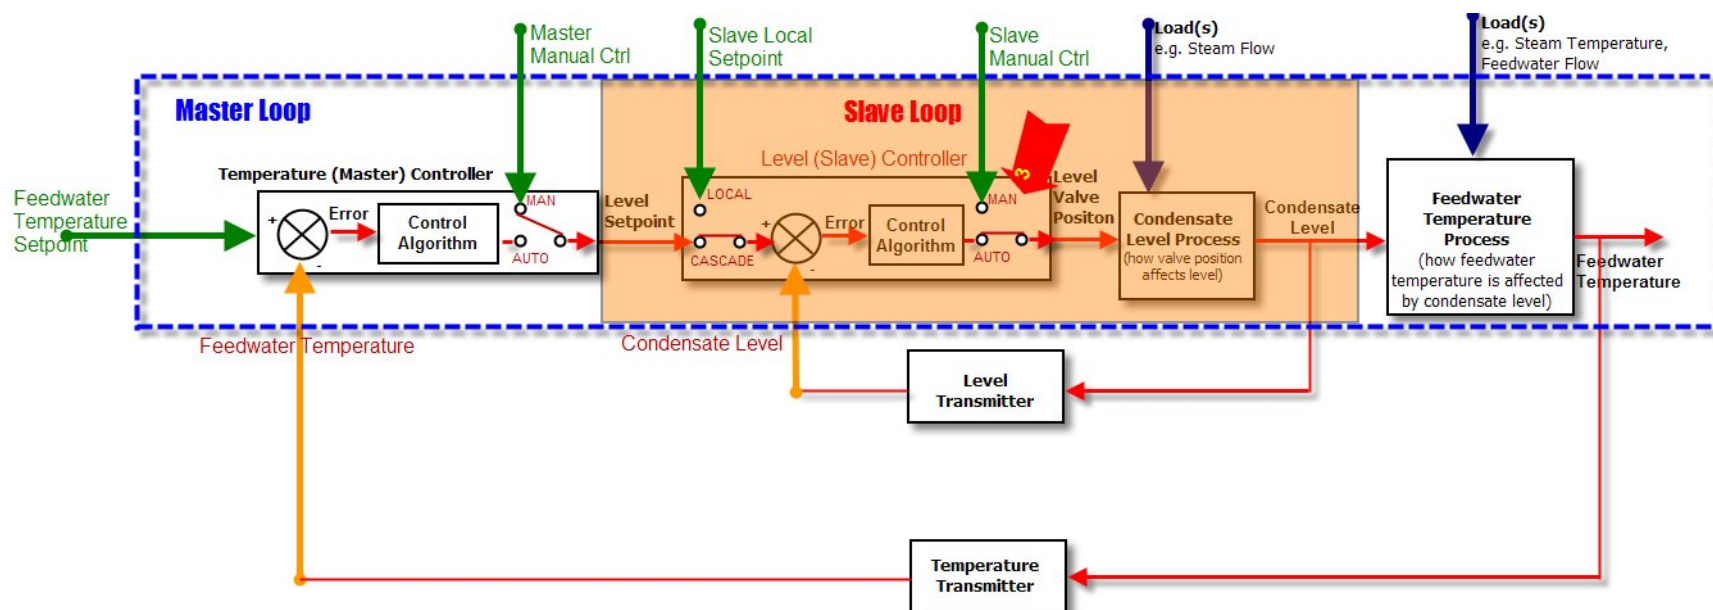 Master
Manual Ctrl
Slave Local
Setpoint
Slave
Manual Ctrl
Load(s)
e.g. Steam Flow
Load(s)
e.g. Steam Temperature,
Feedwater Flow
Master Loop
Slave Loop
Feedwater
Temperature
Setpoint
Temperature (Master) Controller
+
-
Error
Control
Algorithm
MAN
AUTO
Level
Setpoint
Level (Slave) Controller
LOCAL
CASCADE
+
-
Error
Control
Algorithm
MAN
AUTO
3
Level
Valve
Positon
Condensate
Level Process
(how valve position
affects level)
Condensate
Level
Feedwater
Temperature
Process
(how feedwater
temperature is affected
by condensate level)
Feedwater
Temperature
Feedwater Temperature
Condensate Level
Level
Transmitter
Temperature
Transmitter